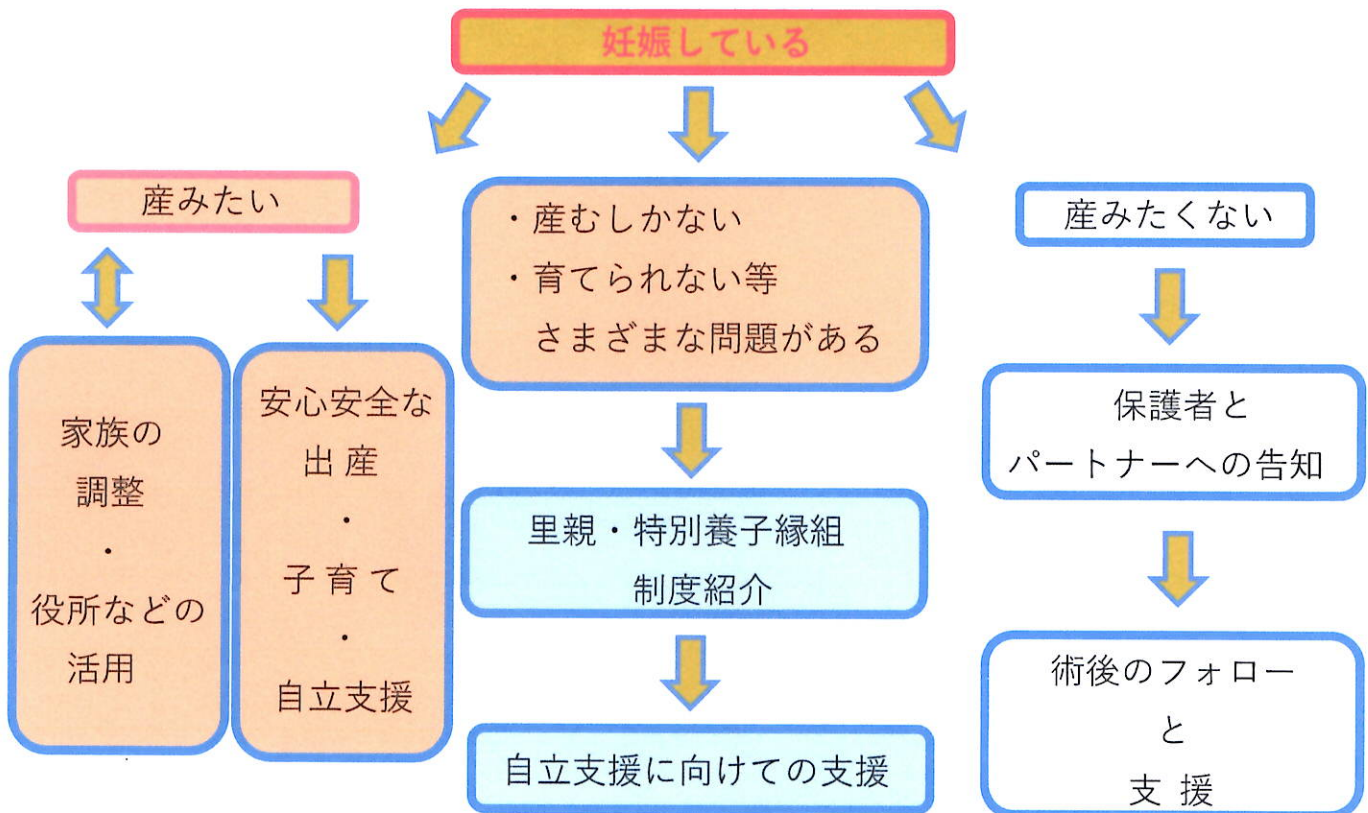 妊娠している
産みたい
・産むしかない
・育てられない等
さまざまな問題がある
産みたくない
家族の
調整
・
役所などの
活用
安心安全な
出 産
・
子 育 て
・
自立支援
里親・特別養子縁組
制度紹介
自立支援に向けての支援
保護者と
パートナーへの告知
術後のフォロー
と
支 援